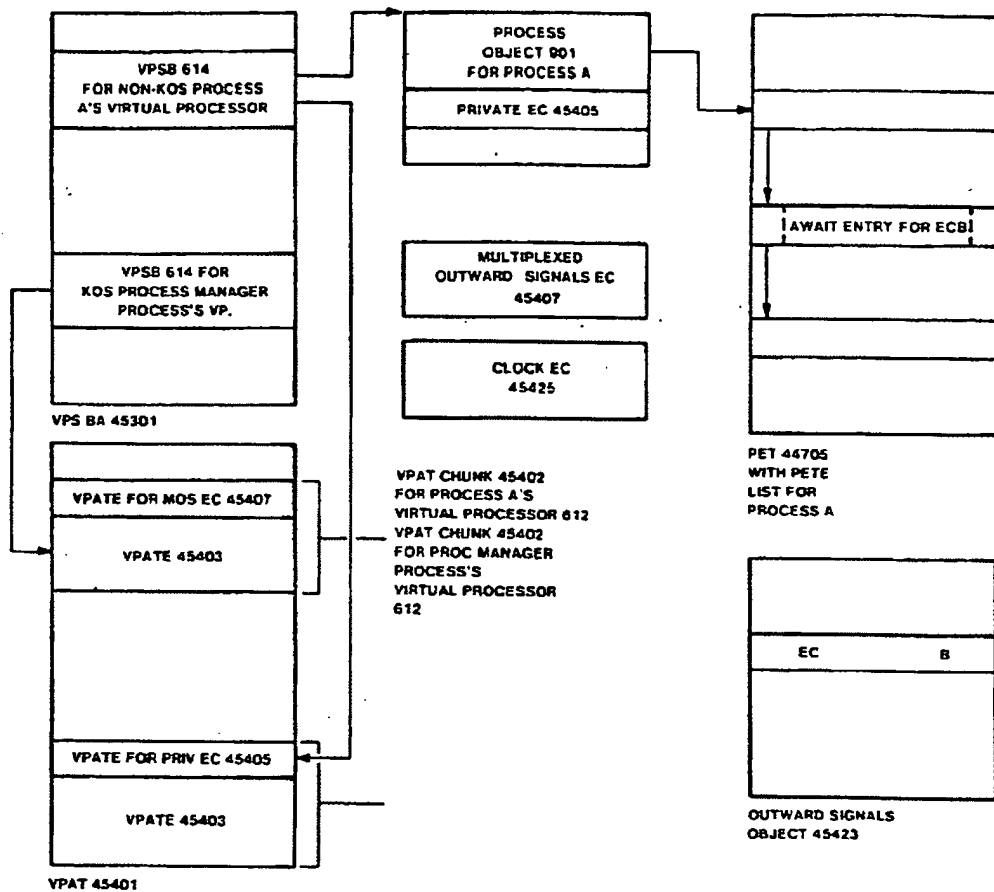 VPSB 614
FOR NON-KOS PROCESS
A'S VIRTUAL PROCESSOR
VPSB 614 FOR
KOS PROCESS MANAGER
PROCESS'S VP.
VPS BA 45301
VPATE FOR MOS EC 45407
VPATE 45403
VPATE FOR PRIV EC 45405
VPATE 45403
VPAT 45401
PROCESS
OBJECT 901
FOR PROCESS A
PRIVATE EC 45405
MULTIPLEXED
OUTWARD SIGNALS EC
45407
CLOCK EC
45425
VPAT CHUNK 45402
FOR PROCESS A'S
VIRTUAL PROCESSOR 612
VPAT CHUNK 45402
FOR PROC MANAGER
PROCESS'S
VIRTUAL PROCESSOR
612
AWAIT ENTRY FOR ECB
PET 44705
WITH PETE
LIST FOR
PROCESS A
EC B
OUTWARD SIGNALS
OBJECT 45423